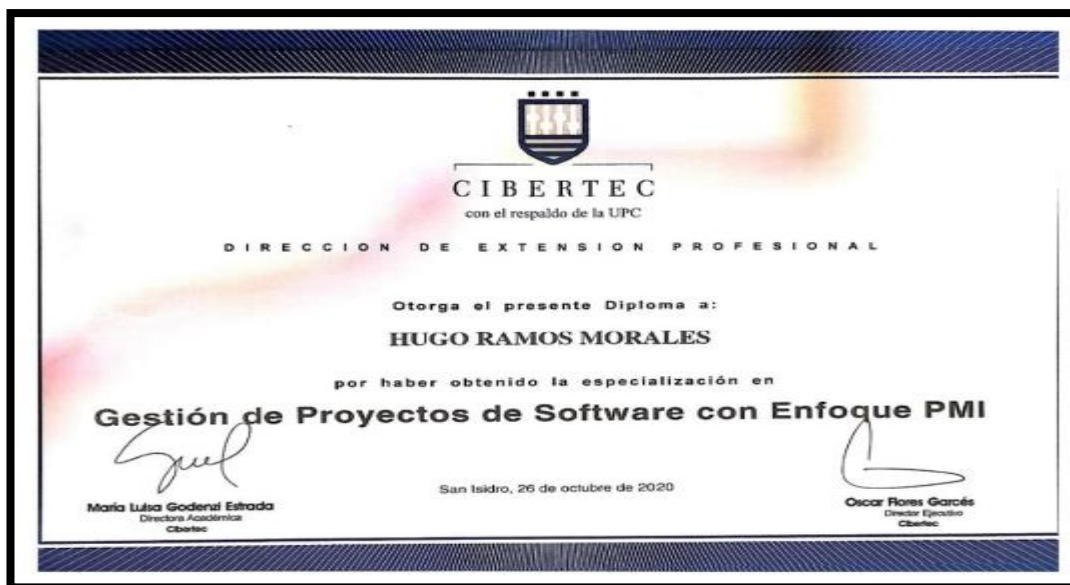 CIBERTEC
con el respaldo de la UPC
DIRECCION DE EXTENSION PROFESIONAL
Otorga el presente Diploma a:
HUGO RAMOS MORALES
por haber obtenido la especialización en
Gestión de Proyectos de Software con Enfoque PMI
San Isidro, 26 de octubre de 2020
María Luisa Godenzi Estrada
Directora Académica
Cibertec
Oscar Flores Garcés
Director Ejecutivo
Cibertec